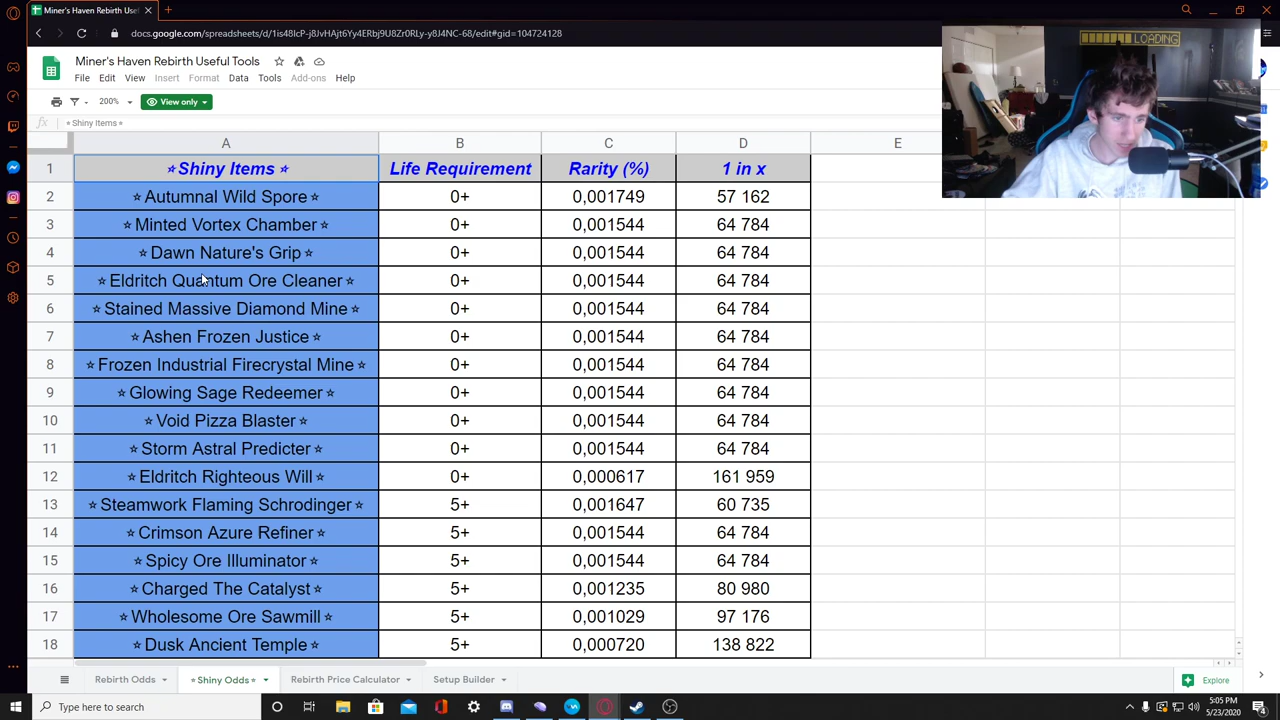 Miner's Haven Rebirth Usef
docs.google.com/spreadsheets/d/1is48IcP-j8JvHAjt6Yy4ERbj9U8Zr0RLy-y8J4NC-68/edit#gid=104724128
LOADING
Miner's Haven Rebirth Useful Tools
File Edit View Insert Format Data Tools Add-ons Help
200% View only
fx ⭐Shiny Items⭐
A B C D E
1 ⭐Shiny Items⭐ Life Requirement Rarity (%) 1 in x
2 ⭐Autumnal Wild Spore⭐ 0+ 0,001749 57 162
3 ⭐Minted Vortex Chamber⭐ 0+ 0,001544 64 784
4 ⭐Dawn Nature's Grip⭐ 0+ 0,001544 64 784
5 ⭐Eldritch Quantum Ore Cleaner⭐ 0+ 0,001544 64 784
6 ⭐Stained Massive Diamond Mine⭐ 0+ 0,001544 64 784
7 ⭐Ashen Frozen Justice⭐ 0+ 0,001544 64 784
8 ⭐Frozen Industrial Firecrystal Mine⭐ 0+ 0,001544 64 784
9 ⭐Glowing Sage Redeemer⭐ 0+ 0,001544 64 784
10 ⭐Void Pizza Blaster⭐ 0+ 0,001544 64 784
11 ⭐Storm Astral Predicter⭐ 0+ 0,001544 64 784
12 ⭐Eldritch Righteous Will⭐ 0+ 0,000617 161 959
13 ⭐Steamwork Flaming Schrodinger⭐ 5+ 0,001647 60 735
14 ⭐Crimson Azure Refiner⭐ 5+ 0,001544 64 784
15 ⭐Spicy Ore Illuminator⭐ 5+ 0,001544 64 784
16 ⭐Charged The Catalyst⭐ 5+ 0,001235 80 980
17 ⭐Wholesome Ore Sawmill⭐ 5+ 0,001029 97 176
18 ⭐Dusk Ancient Temple⭐ 5+ 0,000720 138 822
Rebirth Odds ⭐Shiny Odds⭐ Rebirth Price Calculator Setup Builder Explore
Type here to search
5:05 PM
5/23/2020